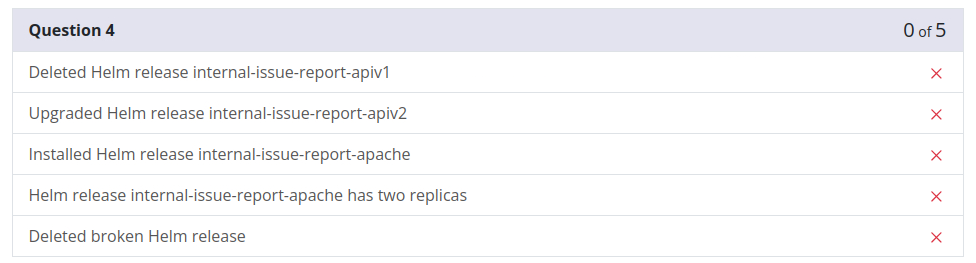 Question 4 0 of 5
Deleted Helm release internal-issue-report-apiv1
Upgraded Helm release internal-issue-report-apiv2
Installed Helm release internal-issue-report-apache
Helm release internal-issue-report-apache has two replicas
Deleted broken Helm release